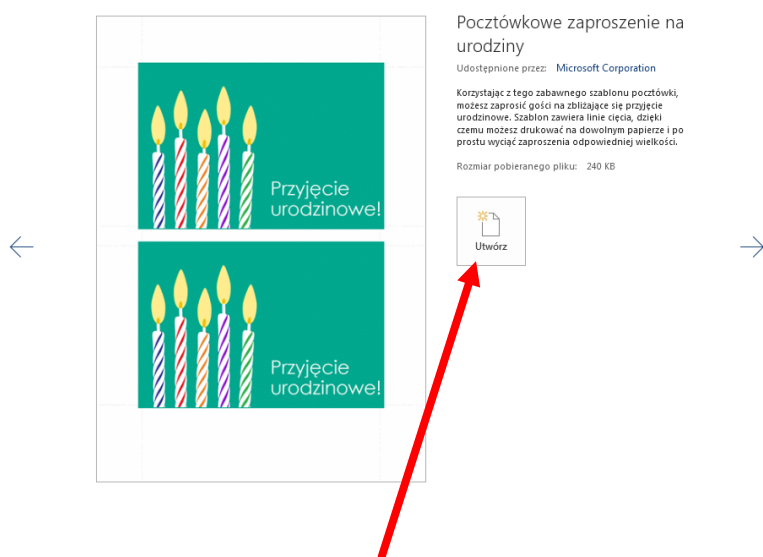 Pocztówkowe zaproszenie na
urodziny
Udostępnione przez: Microsoft Corporation
Korzystając z tego zabawnego szablonu pocztówki,
możesz zaprosić gości na zbliżające się przyjęcie
urodzinowe. Szablon zawiera linie cięcia, dzięki
czemu możesz drukować na dowolnym papierze i po
prostu wyciąć zaproszenia odpowiedniej wielkości.
Rozmiar pobieranego pliku: 240 KB
Utwórz
Przyjęcie
urodzinowe!
Przyjęcie
urodzinowe!